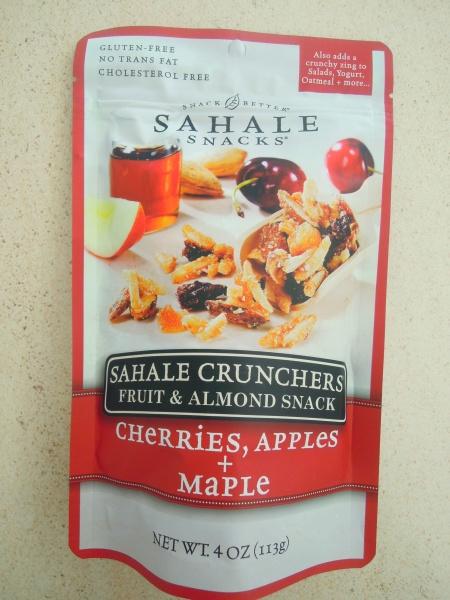 GLUTEN-FREE
NO TRANS FAT
CHOLESTEROL FREE
Also adds a
crunchy zing to
Salads, Yogurt,
Oatmeal + more...
SNACK BETTER®
SAHALE
SNACKS®
SAHALE CRUNCHERS
FRUIT & ALMOND SNACK
CHERRIES, APPLES
+
MAPLE
NET WT. 4 OZ (113g)